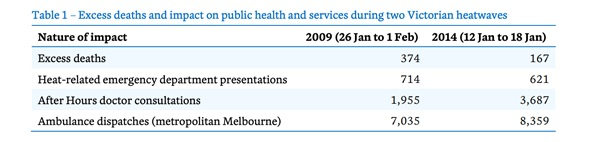 Table 1 – Excess deaths and impact on public health and services during two Victorian heatwaves
Nature of impact 2009 (26 Jan to 1 Feb) 2014 (12 Jan to 18 Jan)
Excess deaths 374 167
Heat-related emergency department presentations 714 621
After Hours doctor consultations 1,955 3,687
Ambulance dispatches (metropolitan Melbourne) 7,035 8,359